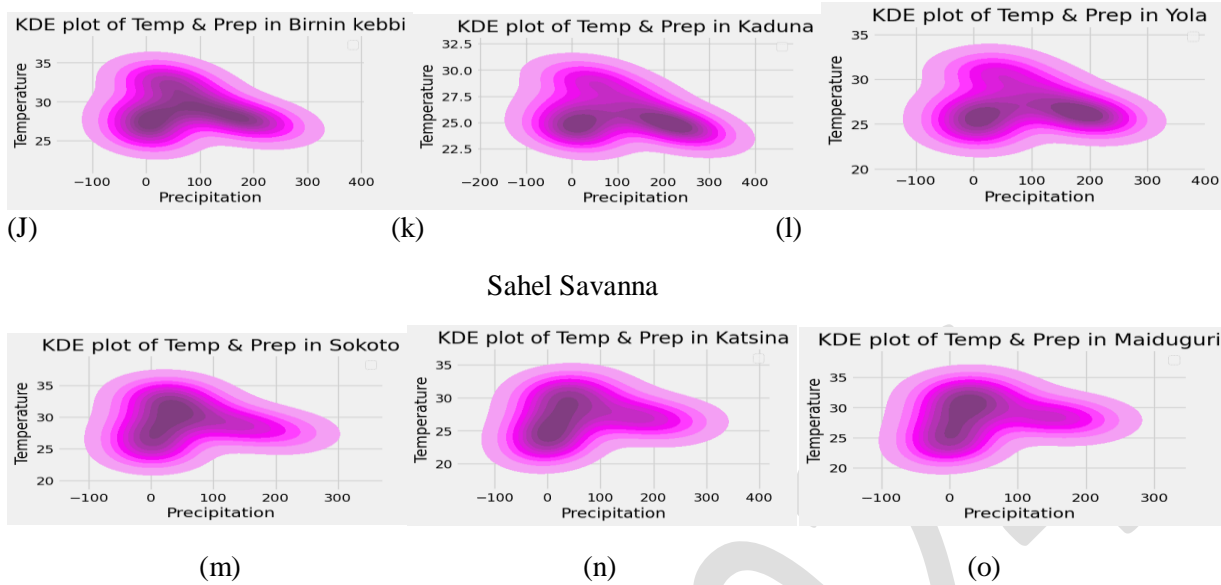 KDE plot of Temp & Prep in Birnin kebbi
Temperature
35
30
25
−100 0 100 200 300 400
Precipitation
KDE plot of Temp & Prep in Kaduna
Temperature
32.5
30.0
27.5
25.0
22.5
−200 −100 0 100 200 300 400
Precipitation
KDE plot of Temp & Prep in Yola
Temperature
35
30
25
20
−100 0 100 200 300 400
Precipitation
(J) (k) (l)
Sahel Savanna
KDE plot of Temp & Prep in Sokoto
Temperature
35
30
25
20
−100 0 100 200 300
Precipitation
KDE plot of Temp & Prep in Katsina
Temperature
35
30
25
20
−100 0 100 200 300 400
Precipitation
KDE plot of Temp & Prep in Maiduguri
Temperature
35
30
25
20
−100 0 100 200 300
Precipitation
(m) (n) (o)